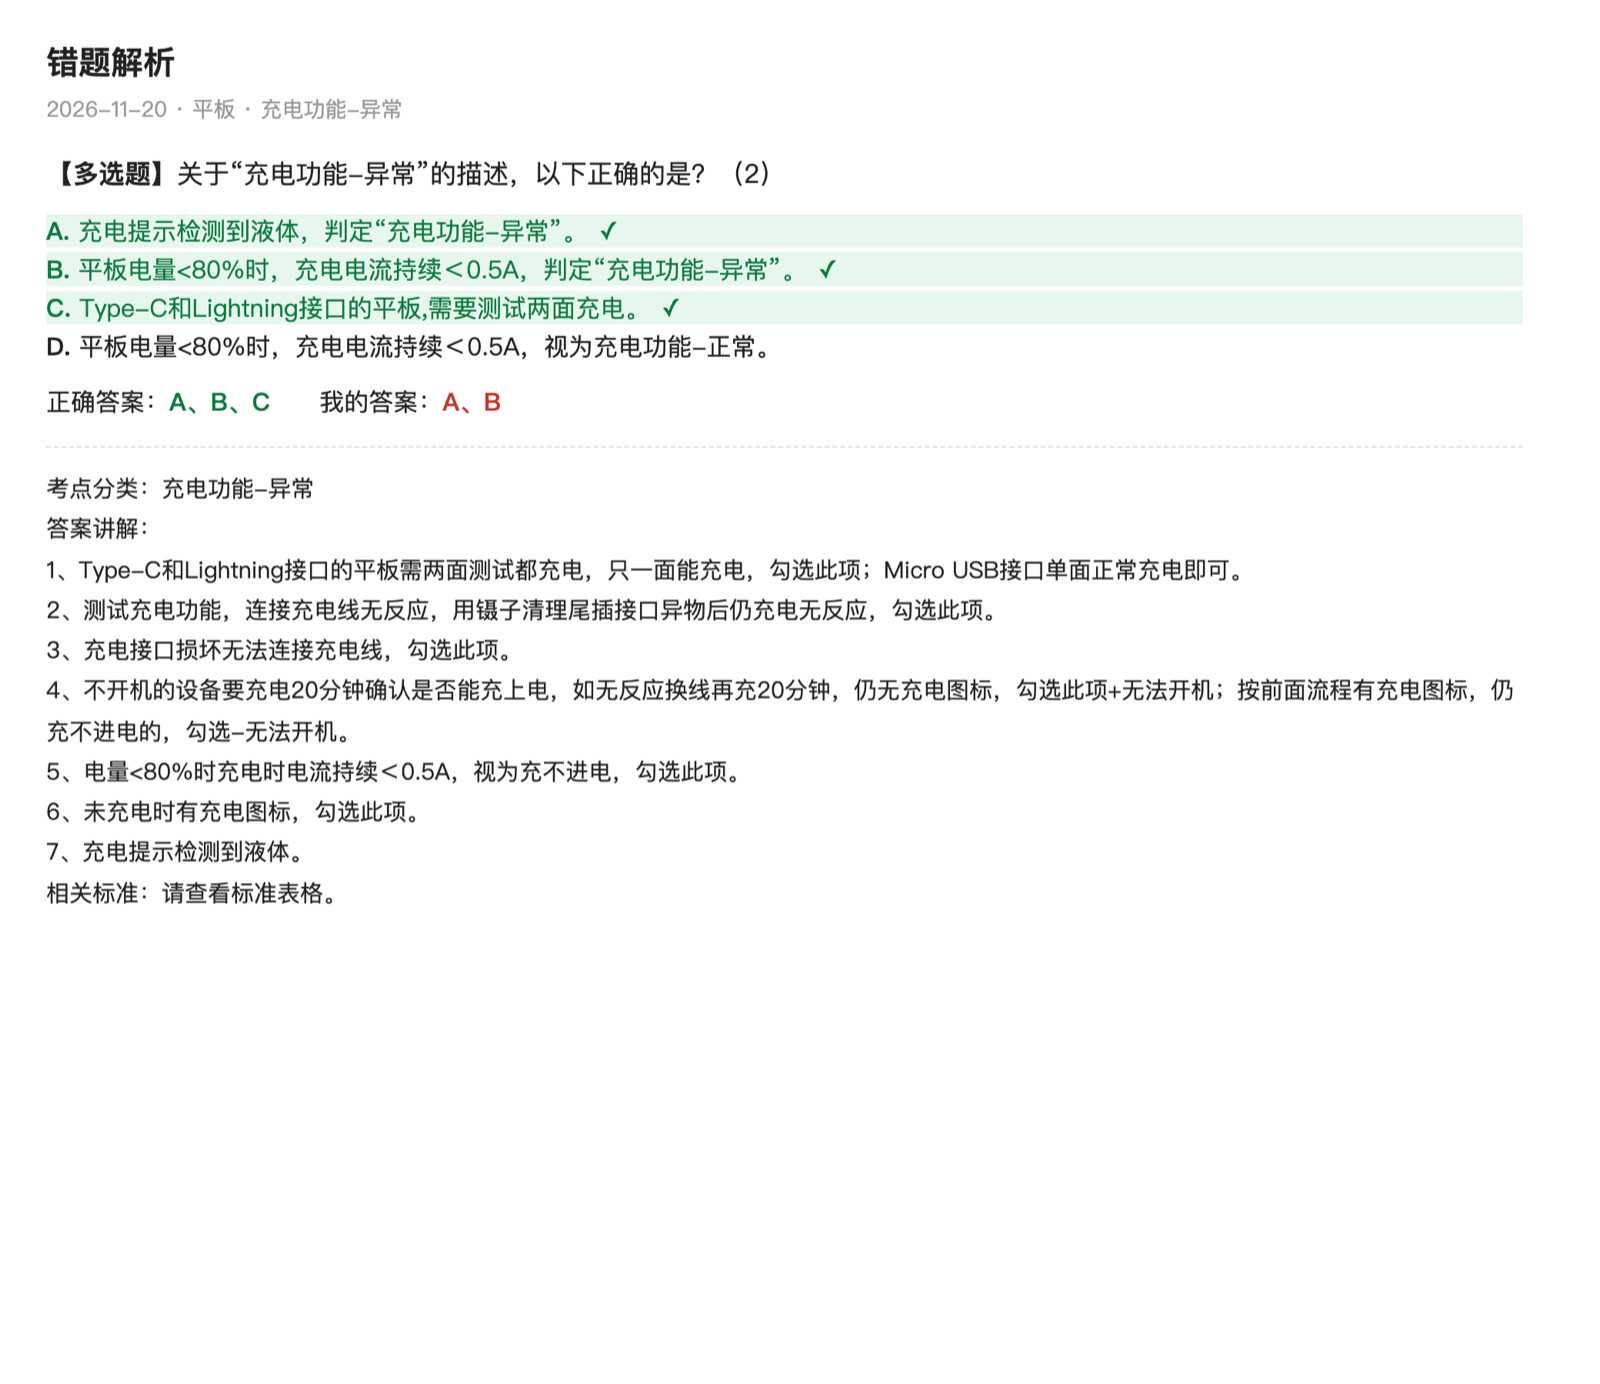 错题解析
2026-11-20 · 平板 · 充电功能-异常
【多选题】关于“充电功能-异常”的描述，以下正确的是？（2）
A. 充电提示检测到液体，判定“充电功能-异常”。 ✓
B. 平板电量<80%时，充电电流持续＜0.5A，判定“充电功能-异常”。 ✓
C. Type-C和Lightning接口的平板,需要测试两面充电。 ✓
D. 平板电量<80%时，充电电流持续＜0.5A，视为充电功能-正常。
正确答案：A、B、C 我的答案：A、B
考点分类：充电功能-异常
答案讲解：
1、Type-C和Lightning接口的平板需两面测试都充电，只一面能充电，勾选此项；Micro USB接口单面正常充电即可。
2、测试充电功能，连接充电线无反应，用镊子清理尾插接口异物后仍充电无反应，勾选此项。
3、充电接口损坏无法连接充电线，勾选此项。
4、不开机的设备要充电20分钟确认是否能充上电，如无反应换线再充20分钟，仍无充电图标，勾选此项+无法开机；按前面流程有充电图标，仍
充不进电的，勾选-无法开机。
5、电量<80%时充电时电流持续＜0.5A，视为充不进电，勾选此项。
6、未充电时有充电图标，勾选此项。
7、充电提示检测到液体。
相关标准：请查看标准表格。